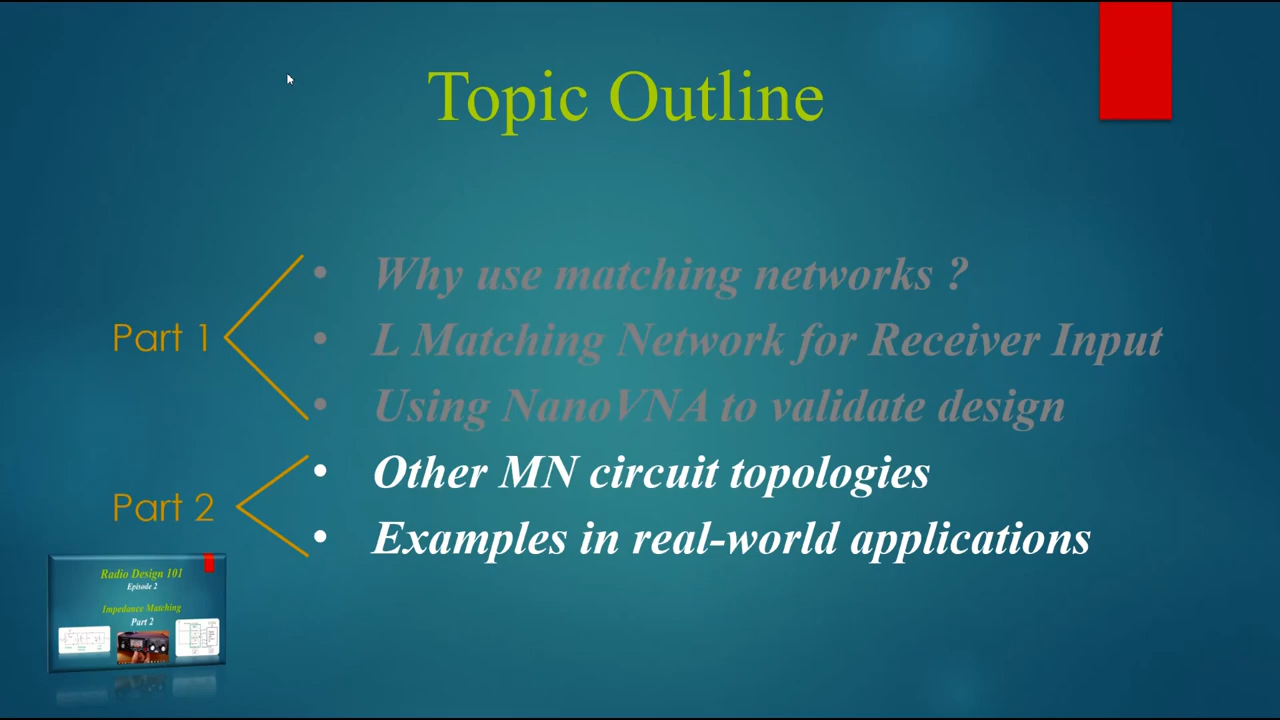 Topic Outline
Part 1
• Why use matching networks ?
• L Matching Network for Receiver Input
• Using NanoVNA to validate design
Part 2
• Other MN circuit topologies
• Examples in real-world applications
Radio Design 101
Episode 2
Impedance Matching
Part 2